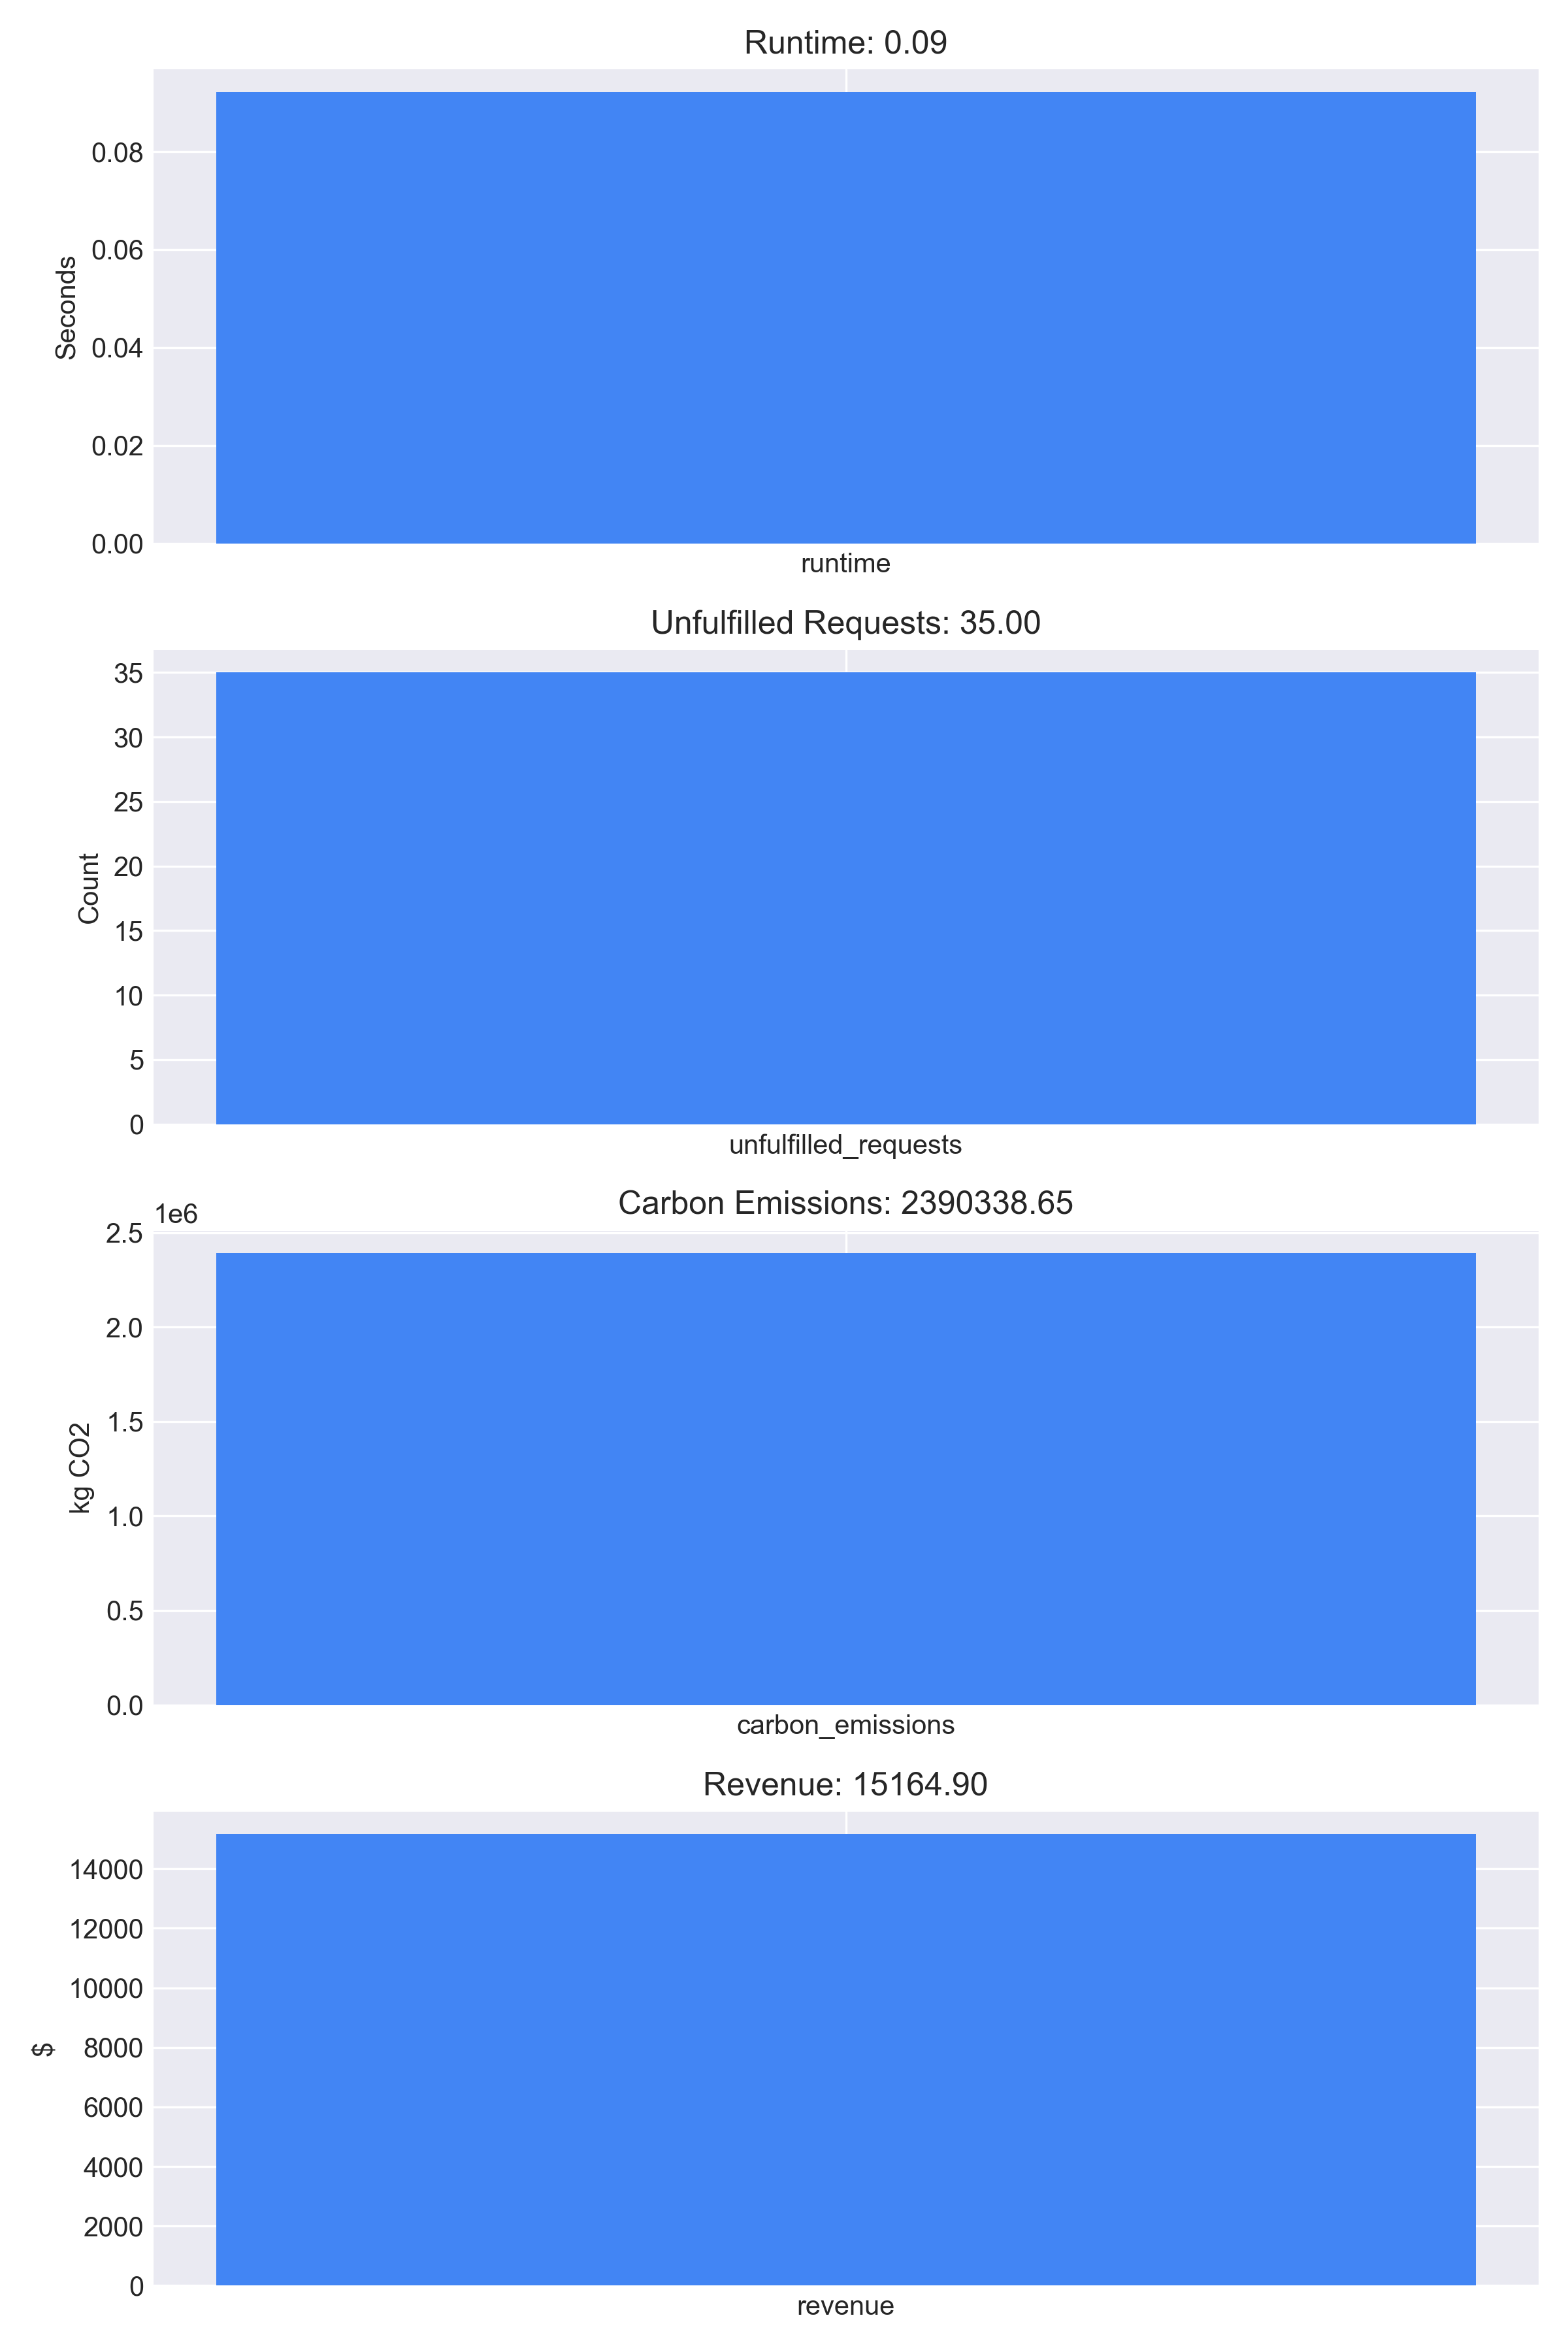 Runtime: 0.09
0.08
0.06
0.04
0.02
0.00
Seconds
runtime
Unfulfilled Requests: 35.00
35
30
25
20
15
10
5
0
Count
unfulfilled_requests
Carbon Emissions: 2390338.65
1e6
2.5
2.0
1.5
1.0
0.5
0.0
kg CO2
carbon_emissions
Revenue: 15164.90
14000
12000
10000
8000
6000
4000
2000
0
$
revenue